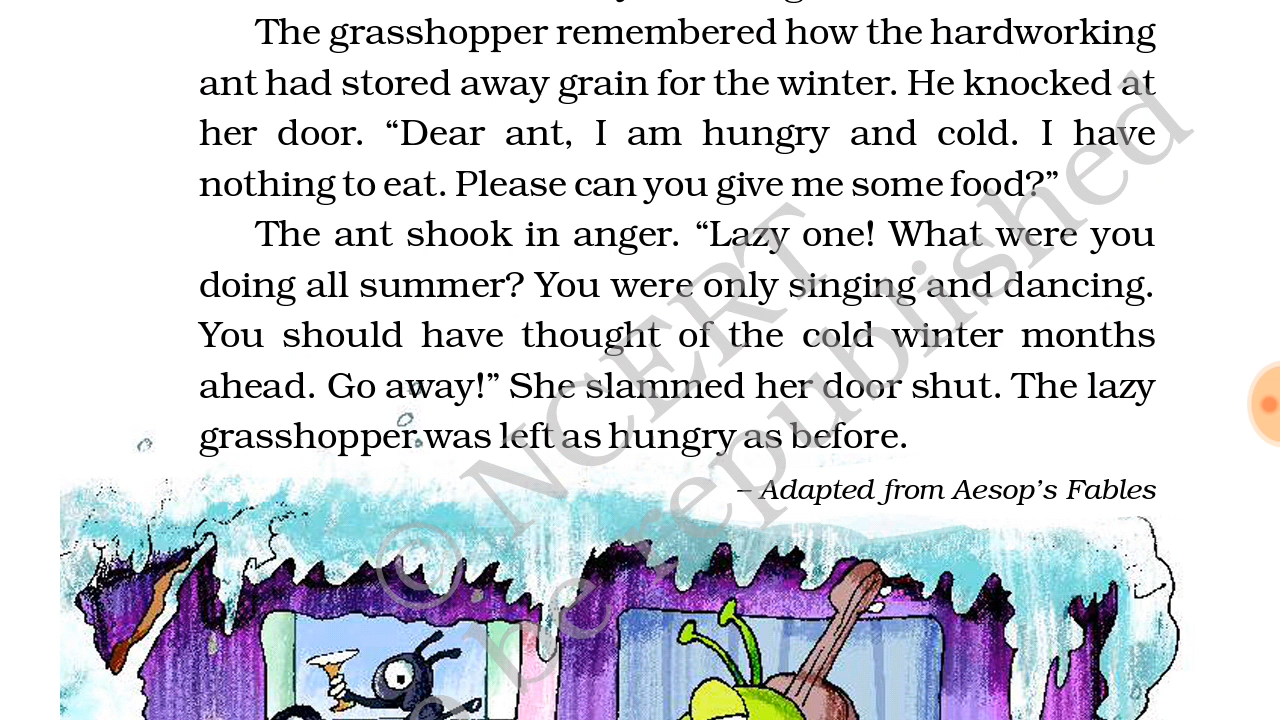 The grasshopper remembered how the hardworking
ant had stored away grain for the winter. He knocked at
her door. “Dear ant, I am hungry and cold. I have
nothing to eat. Please can you give me some food?”
The ant shook in anger. “Lazy one! What were you
doing all summer? You were only singing and dancing.
You should have thought of the cold winter months
ahead. Go away!” She slammed her door shut. The lazy
grasshopper was left as hungry as before.
– Adapted from Aesop’s Fables
© NCERT
be republished